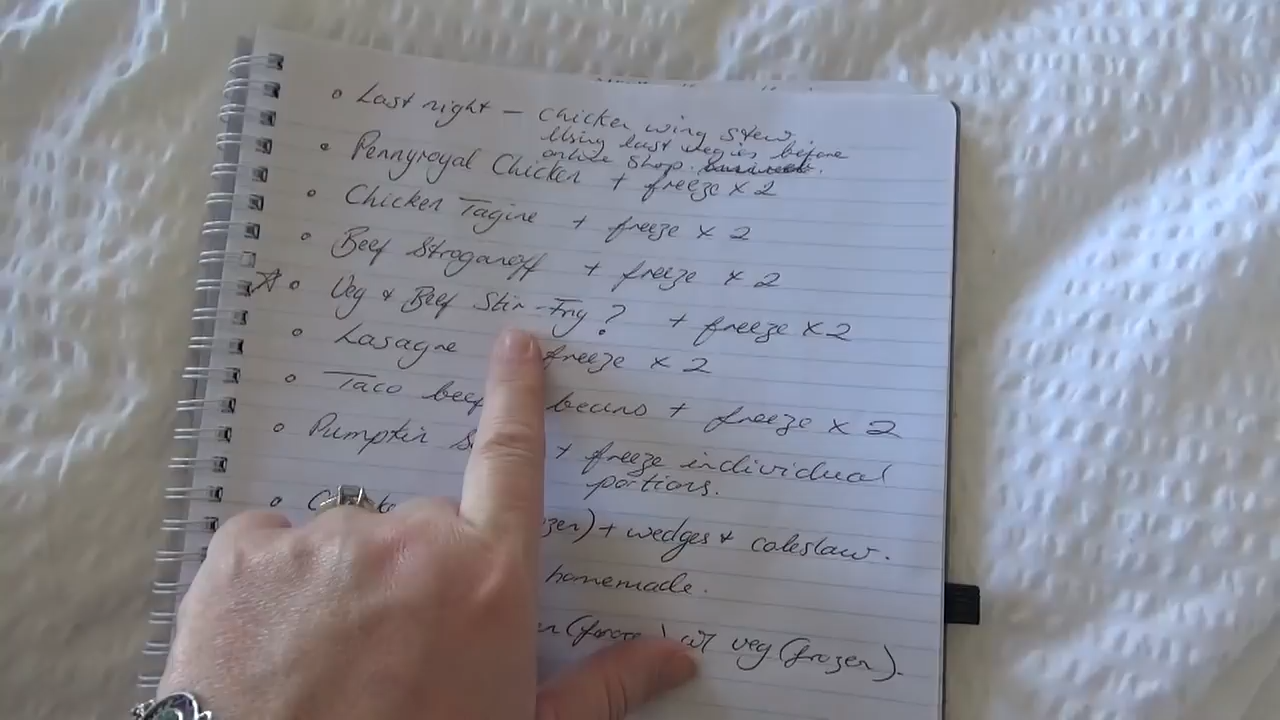 Last night - Chicken wing stew.
Using last vegies before
online shop.
Pennyroyal Chicken + freeze x 2
Chicken Tagine + freeze x 2
Beef Stroganoff + freeze x 2
☆ Veg & Beef Stir-Fry? + freeze x 2
Lasagne freeze x 2
Taco beef beans + freeze x 2
Pumpkin + freeze individual
portions.
+ wedges & coleslaw.
homemade.
w/ veg (frozen).